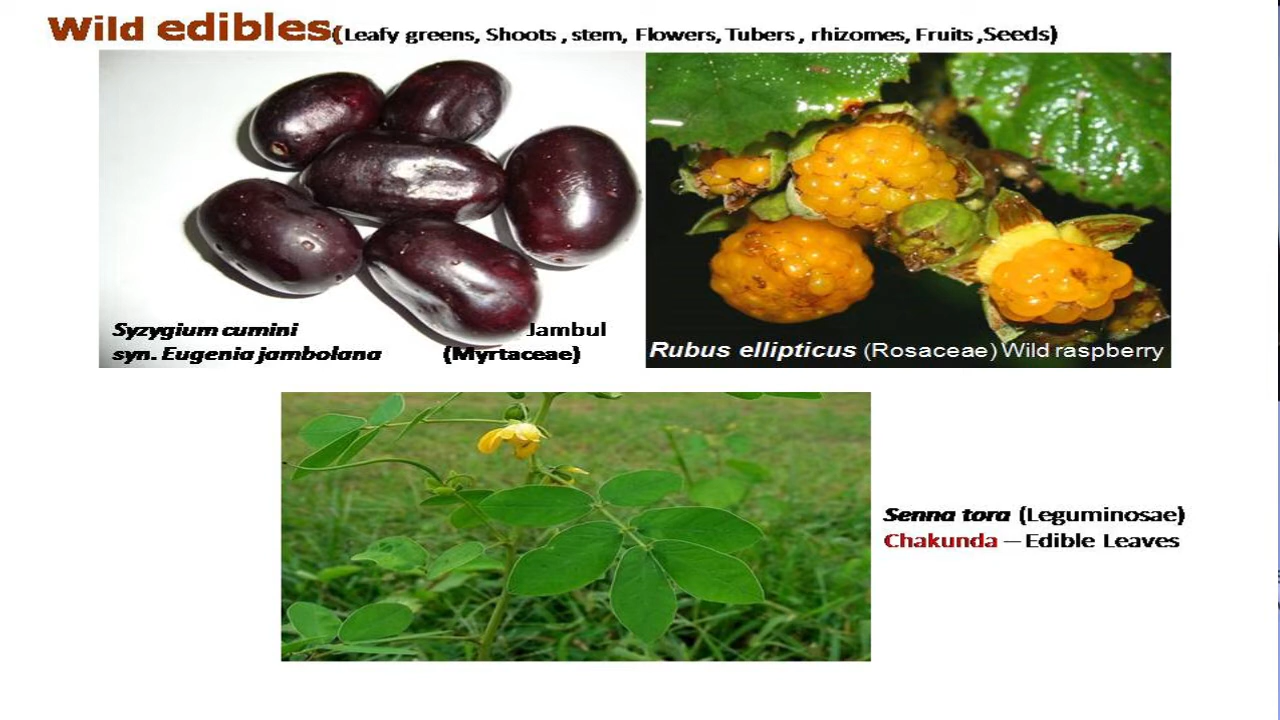 Wild edibles(Leafy greens, Shoots , stem, Flowers, Tubers , rhizomes, Fruits ,Seeds)
Syzygium cumini Jambul
syn. Eugenia jambolana (Myrtaceae)
Rubus ellipticus (Rosaceae) Wild raspberry
Senna tora (Leguminosae)
Chakunda – Edible Leaves